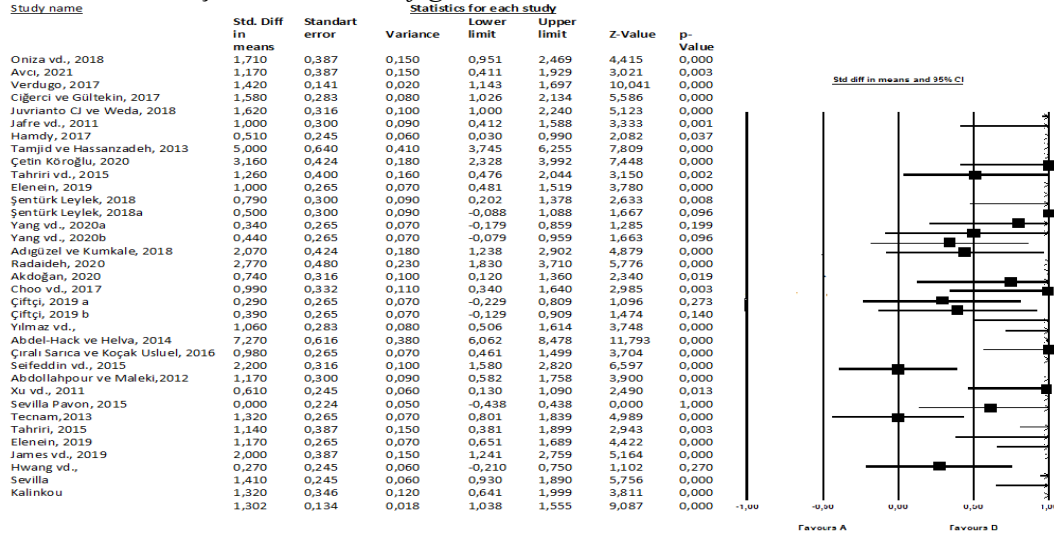 Study name Statistics for each study
Std. Diff in means Standart error Variance Lower limit Upper limit Z-Value p-Value
Oniza vd., 2018 1,710 0,387 0,150 0,951 2,469 4,415 0,000
Avcı, 2021 1,170 0,387 0,150 0,411 1,929 3,021 0,003
Verdugo, 2017 1,420 0,141 0,020 1,143 1,697 10,041 0,000
Ciğerci ve Gültekin, 2017 1,580 0,283 0,080 1,026 2,134 5,586 0,000
Juvrianto CJ ve Weda, 2018 1,620 0,316 0,100 1,000 2,240 5,123 0,000
Jafre vd., 2011 1,000 0,300 0,090 0,412 1,588 3,333 0,001
Hamdy, 2017 0,510 0,245 0,060 0,030 0,990 2,082 0,037
Tamjid ve Hassanzadeh, 2013 5,000 0,640 0,410 3,745 6,255 7,809 0,000
Çetin Köroğlu, 2020 3,160 0,424 0,180 2,328 3,992 7,448 0,000
Tahriri vd., 2015 1,260 0,400 0,160 0,476 2,044 3,150 0,002
Elenein, 2019 1,000 0,265 0,070 0,481 1,519 3,780 0,000
Şentürk Leylek, 2018 0,790 0,300 0,090 0,202 1,378 2,633 0,008
Şentürk Leylek, 2018a 0,500 0,300 0,090 -0,088 1,088 1,667 0,096
Yang vd., 2020a 0,340 0,265 0,070 -0,179 0,859 1,285 0,199
Yang vd., 2020b 0,440 0,265 0,070 -0,079 0,959 1,663 0,096
Adıgüzel ve Kumkale, 2018 2,070 0,424 0,180 1,238 2,902 4,879 0,000
Radaideh, 2020 2,770 0,480 0,230 1,830 3,710 5,776 0,000
Akdoğan, 2020 0,740 0,316 0,100 0,120 1,360 2,340 0,019
Choo vd., 2017 0,990 0,332 0,110 0,340 1,640 2,985 0,003
Çiftçi, 2019 a 0,290 0,265 0,070 -0,229 0,809 1,096 0,273
Çiftçi, 2019 b 0,390 0,265 0,070 -0,129 0,909 1,474 0,140
Yılmaz vd., 1,060 0,283 0,080 0,506 1,614 3,748 0,000
Abdel-Hack ve Helva, 2014 7,270 0,616 0,380 6,062 8,478 11,793 0,000
Çıralı Sarıca ve Koçak Usluel, 2016 0,980 0,265 0,070 0,461 1,499 3,704 0,000
Seifeddin vd., 2015 2,200 0,316 0,100 1,580 2,820 6,597 0,000
Abdollahpour ve Maleki,2012 1,170 0,300 0,090 0,582 1,758 3,900 0,000
Xu vd., 2011 0,610 0,245 0,060 0,130 1,090 2,490 0,013
Sevilla Pavon, 2015 0,000 0,224 0,050 -0,438 0,438 0,000 1,000
Tecnam,2013 1,320 0,265 0,070 0,801 1,839 4,989 0,000
Tahriri, 2015 1,140 0,387 0,150 0,381 1,899 2,943 0,003
Elenein, 2019 1,170 0,265 0,070 0,651 1,689 4,422 0,000
James vd., 2019 2,000 0,387 0,150 1,241 2,759 5,164 0,000
Hwang vd., 0,270 0,245 0,060 -0,210 0,750 1,102 0,270
Sevilla 1,410 0,245 0,060 0,930 1,890 5,756 0,000
Kalinkou 1,320 0,346 0,120 0,641 1,999 3,811 0,000
1,302 0,134 0,018 1,038 1,555 9,087 0,000
Std diff in means and 95% CI
-1,00 -0,50 0,00 0,50 1,00
Favours A Favours